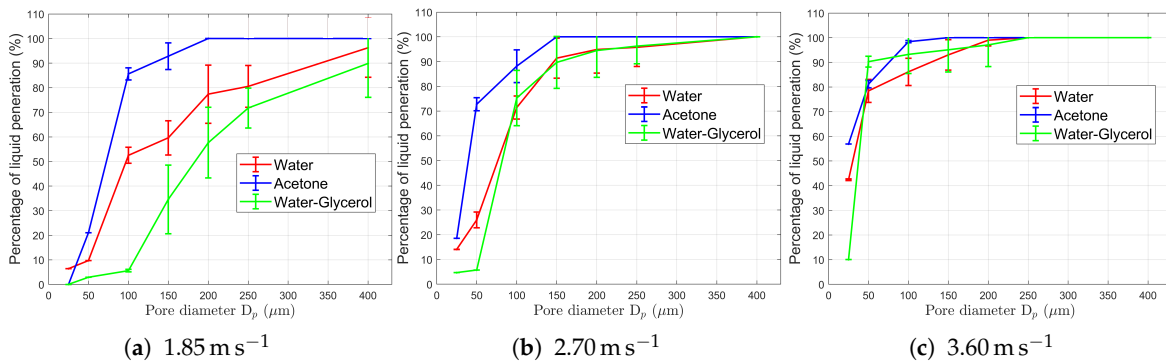 110
100
90
80
70
60
50
40
30
20
10
0
Percentage of liquid peneration (%)
Water
Acetone
Water-Glycerol
0 50 100 150 200 250 300 350 400
Pore diameter Dₚ (μm)
(a) 1.85 m s⁻¹
110
100
90
80
70
60
50
40
30
20
10
0
Percentage of liquid peneration (%)
Water
Acetone
Water-Glycerol
0 50 100 150 200 250 300 350 400
Pore diameter Dₚ (μm)
(b) 2.70 m s⁻¹
110
100
90
80
70
60
50
40
30
20
10
0
Percentage of liquid peneration (%)
Water
Acetone
Water-Glycerol
0 50 100 150 200 250 300 350 400
Pore diameter Dₚ (μm)
(c) 3.60 m s⁻¹